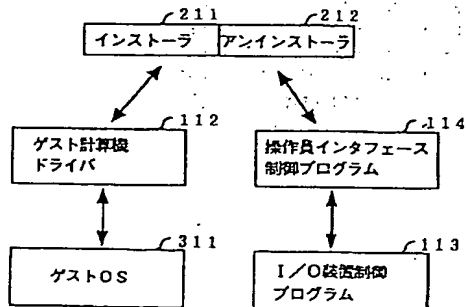 211
212
インストーラ
アンインストーラ
112
114
ゲスト計算機
ドライバ
操作員インタフェース
制御プログラム
311
113
ゲストOS
I/O装置制御
プログラム